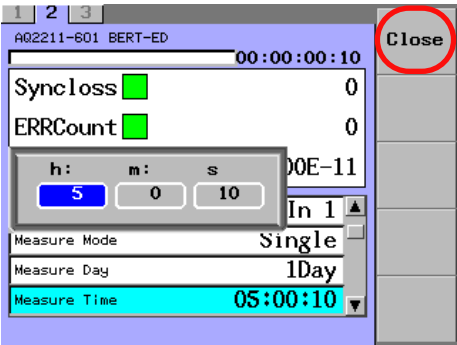 1 2 3
AQ2211-601 BERT-ED
Close
00:00:00:10
Syncloss 0
ERRCount 0
00E-11
h: m: s
5 0 10
In 1
Measure Mode Single
Measure Day 1Day
Measure Time 05:00:10